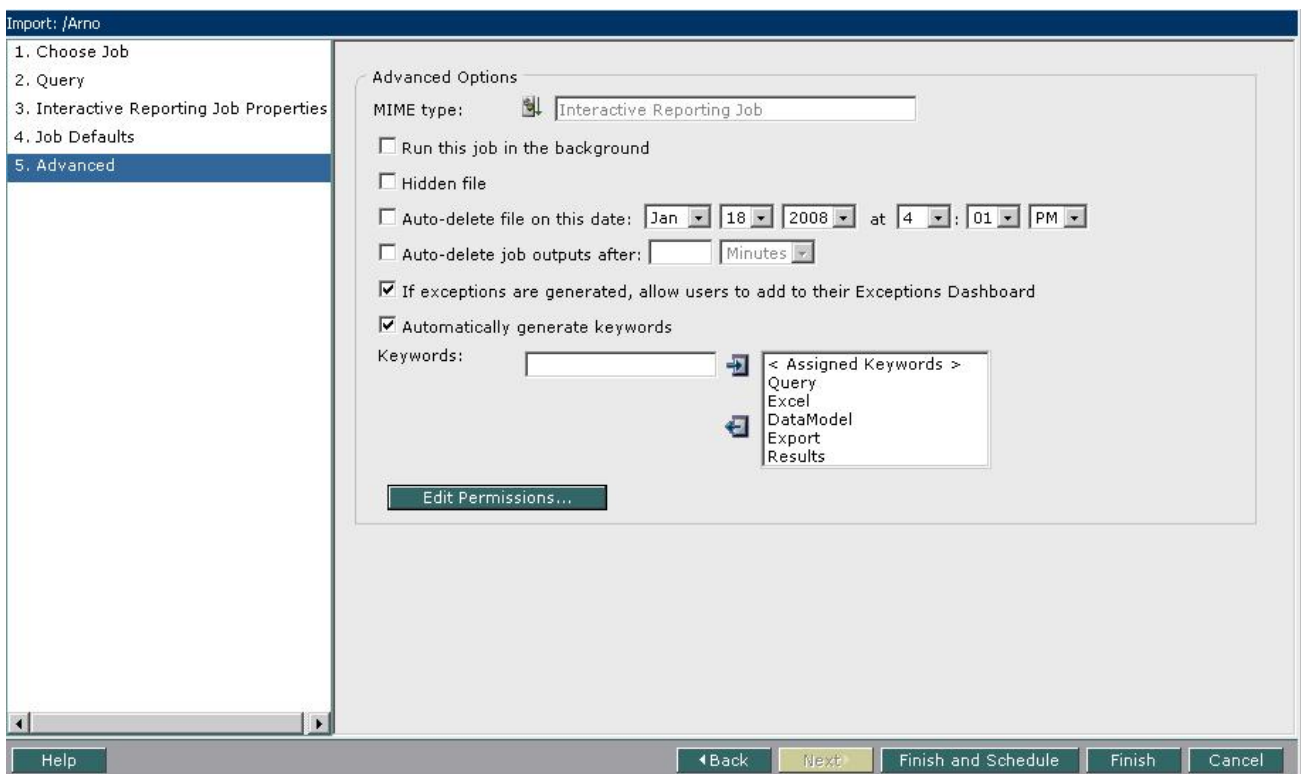 Import: /Arno
1. Choose Job
2. Query
3. Interactive Reporting Job Properties
4. Job Defaults
5. Advanced
Advanced Options
MIME type: Interactive Reporting Job
Run this job in the background
Hidden file
Auto-delete file on this date: Jan 18 2008 at 4 : 01 PM
Auto-delete job outputs after: Minutes
If exceptions are generated, allow users to add to their Exceptions Dashboard
Automatically generate keywords
Keywords:
< Assigned Keywords >
Query
Excel
DataModel
Export
Results
Edit Permissions...
Help Back Next Finish and Schedule Finish Cancel